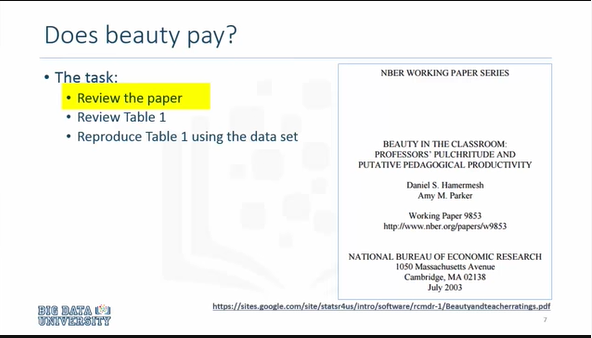 Does beauty pay?
• The task:
• Review the paper
• Review Table 1
• Reproduce Table 1 using the data set
NBER WORKING PAPER SERIES
BEAUTY IN THE CLASSROOM:
PROFESSORS' PULCHRITUDE AND
PUTATIVE PEDAGOGICAL PRODUCTIVITY
Daniel S. Hamermesh
Amy M. Parker
Working Paper 9853
http://www.nber.org/papers/w9853
NATIONAL BUREAU OF ECONOMIC RESEARCH
1050 Massachusetts Avenue
Cambridge, MA 02138
July 2003
https://sites.google.com/site/statsr4us/intro/software/rcmdr-1/Beautyandteacherratings.pdf
BIG DATA
UNIVERSITY
7